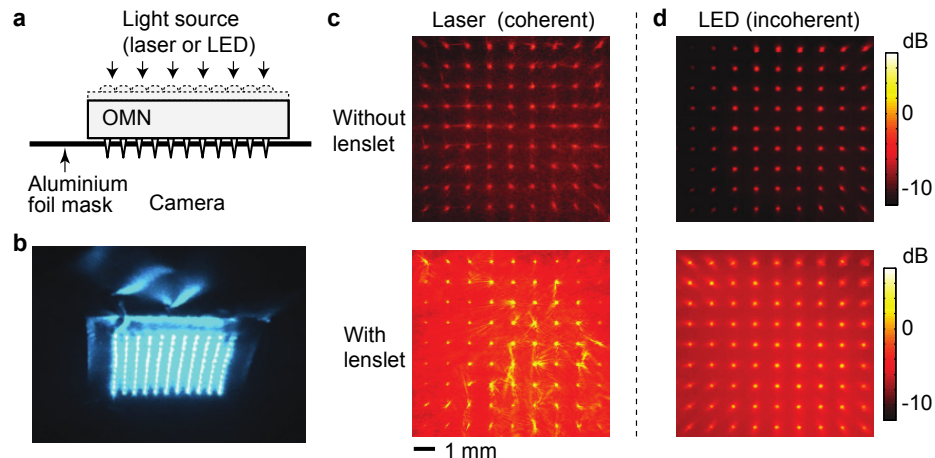 a
Light source
(laser or LED)
OMN
Aluminium
foil mask
Camera
b
c
Laser (coherent)
Without
lenslet
With
lenslet
1 mm
d
LED (incoherent)
dB
0
-10
dB
0
-10